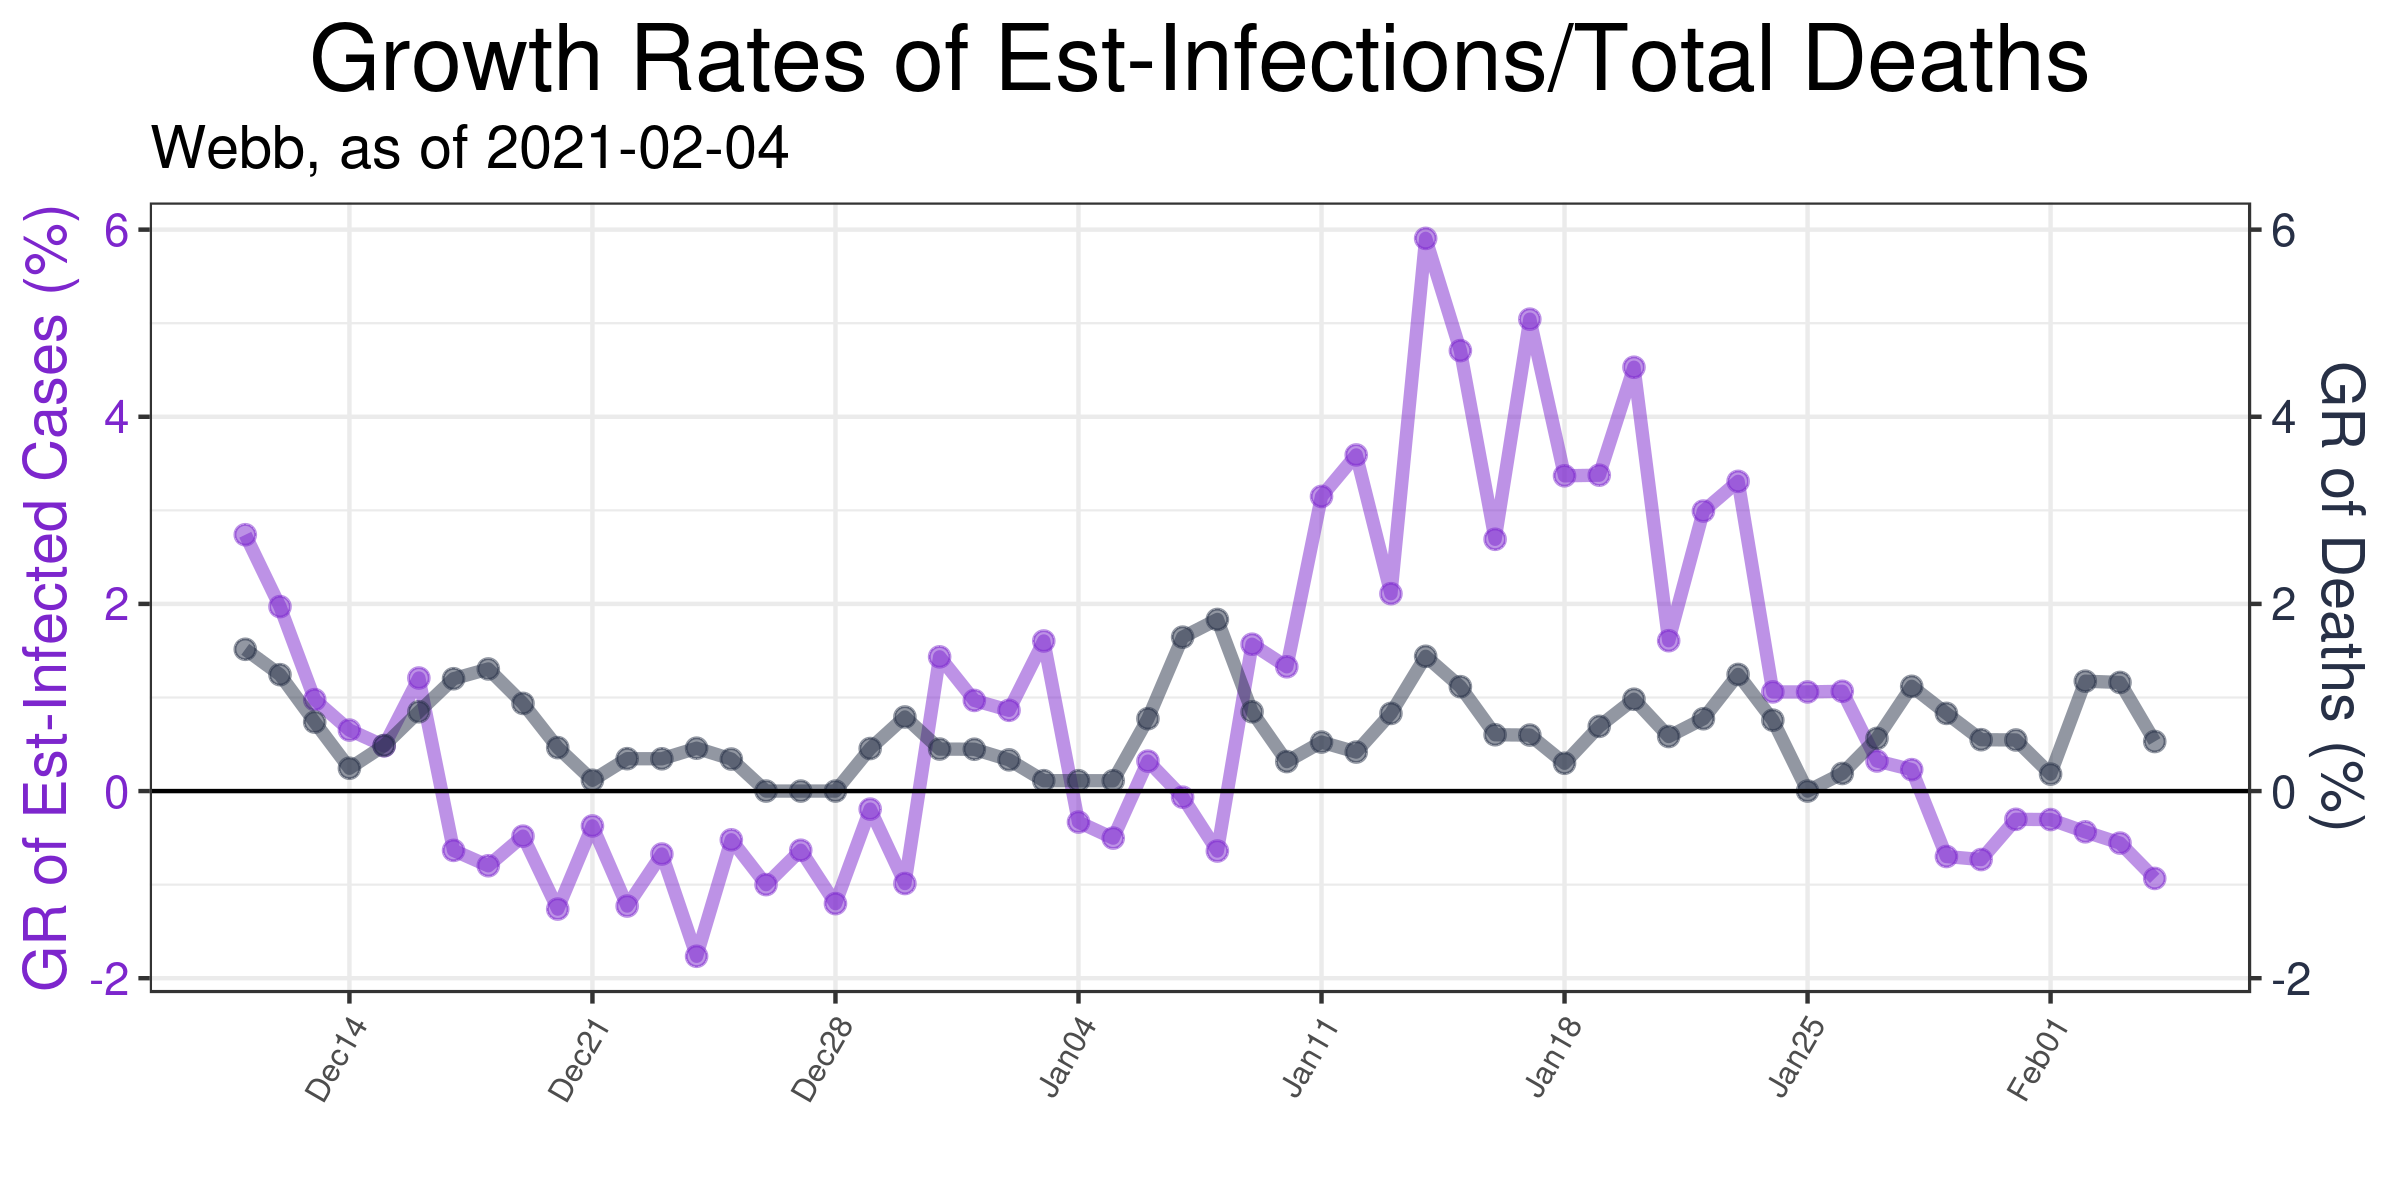 Growth Rates of Est-Infections/Total Deaths
Webb, as of 2021-02-04
GR of Est-Infected Cases (%)
6
4
2
0
-2
6
4
2
0
-2
GR of Deaths (%)
Dec14
Dec21
Dec28
Jan04
Jan11
Jan18
Jan25
Feb01